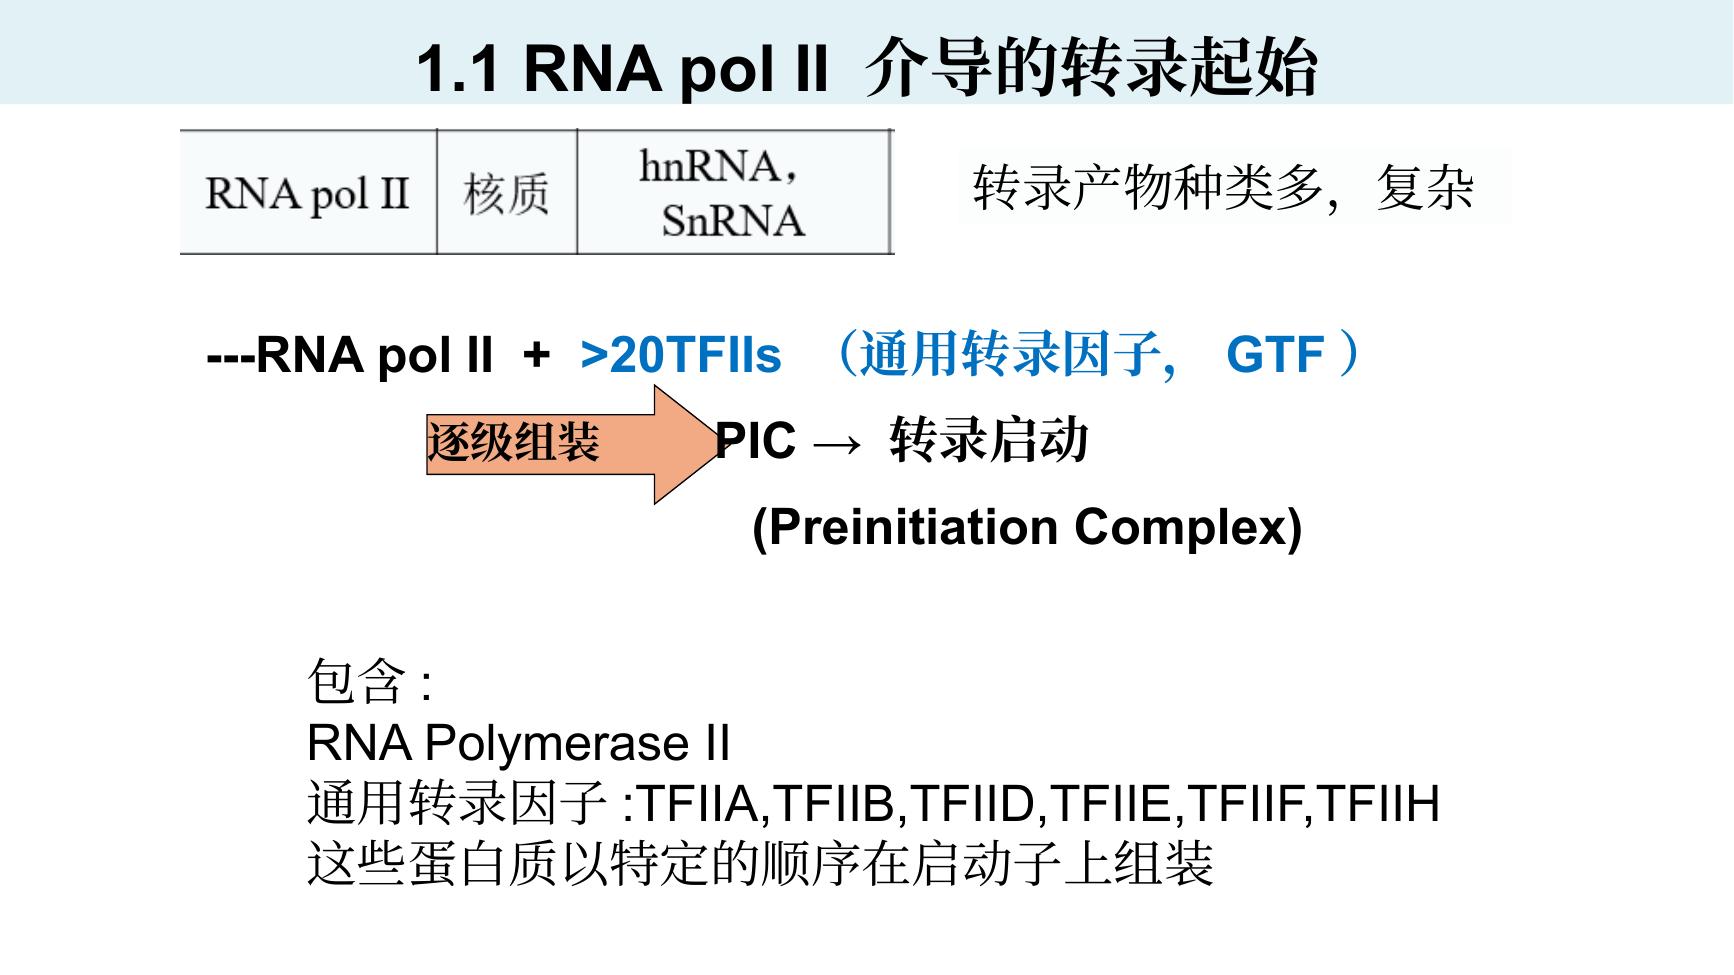 1.1 RNA pol II 介导的转录起始
RNA pol II 核质 hnRNA，
SnRNA
转录产物种类多，复杂
---RNA pol II + >20TFIIs （通用转录因子， GTF ）
逐级组装 PIC → 转录启动
(Preinitiation Complex)
包含 :
RNA Polymerase II
通用转录因子 :TFIIA,TFIIB,TFIID,TFIIE,TFIIF,TFIIH
这些蛋白质以特定的顺序在启动子上组装